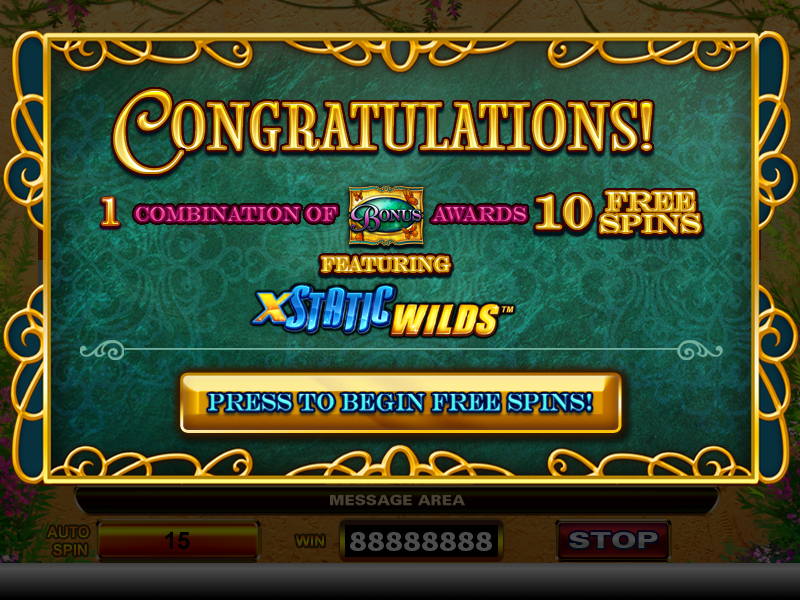 CONGRATULATIONS!
1 COMBINATION OF BONUS AWARDS 10 FREE SPINS
FEATURING
XSTATIC WILDS™
PRESS TO BEGIN FREE SPINS!
MESSAGE AREA
AUTO SPIN 15 WIN 88888888 STOP